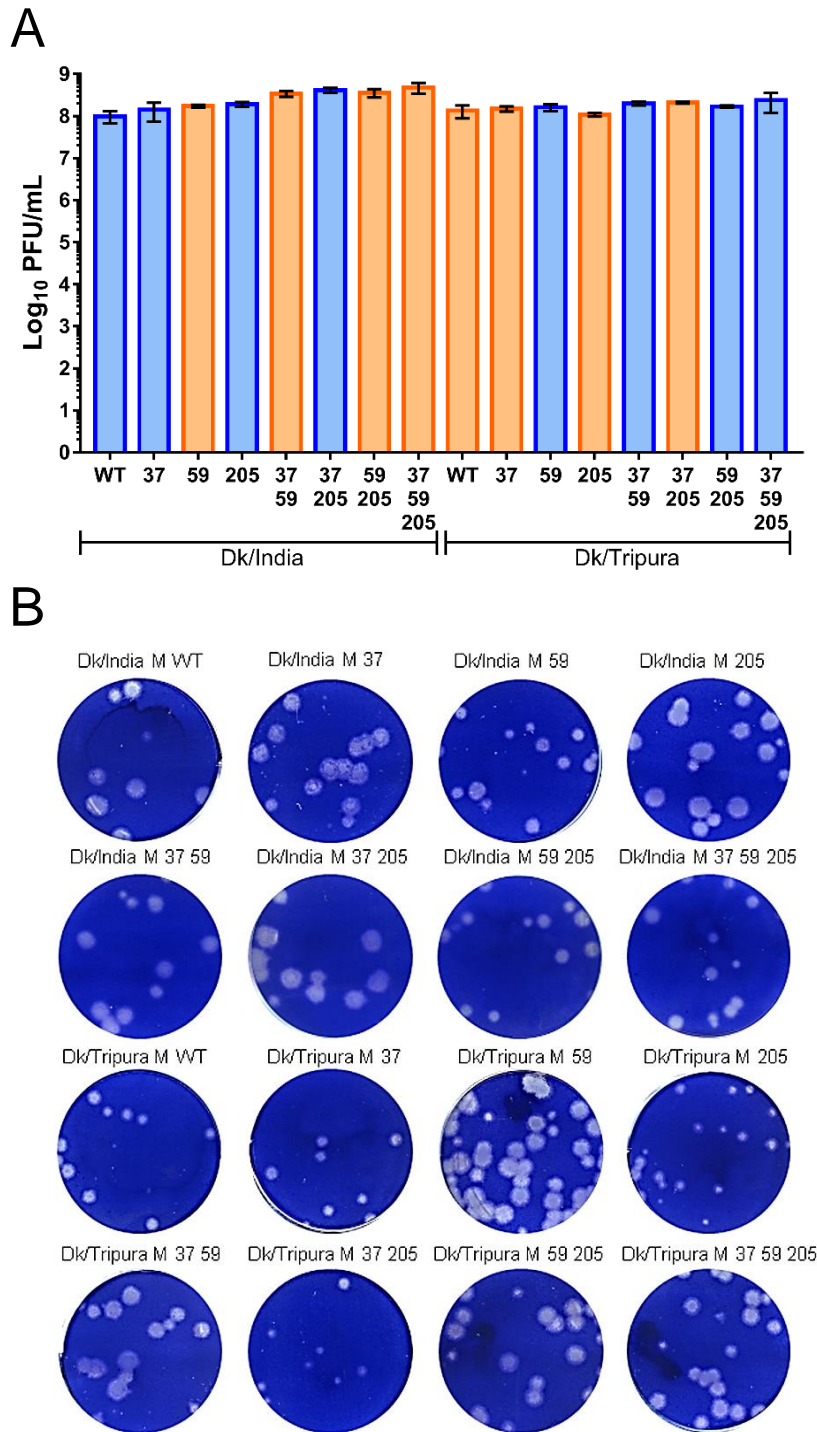 A
9
8
7
6
5
4
3
2
1
0
Log10 PFU/mL
WT 37 59 205 37 37 59 37 WT 37 59 205 37 37 59 37
59 205 205 59 59 205 205 59
205 205
Dk/India Dk/Tripura
B
Dk/India M WT Dk/India M 37 Dk/India M 59 Dk/India M 205
Dk/India M 37 59 Dk/India M 37 205 Dk/India M 59 205 Dk/India M 37 59 205
Dk/Tripura M WT Dk/Tripura M 37 Dk/Tripura M 59 Dk/Tripura M 205
Dk/Tripura M 37 59 Dk/Tripura M 37 205 Dk/Tripura M 59 205 Dk/Tripura M 37 59 205